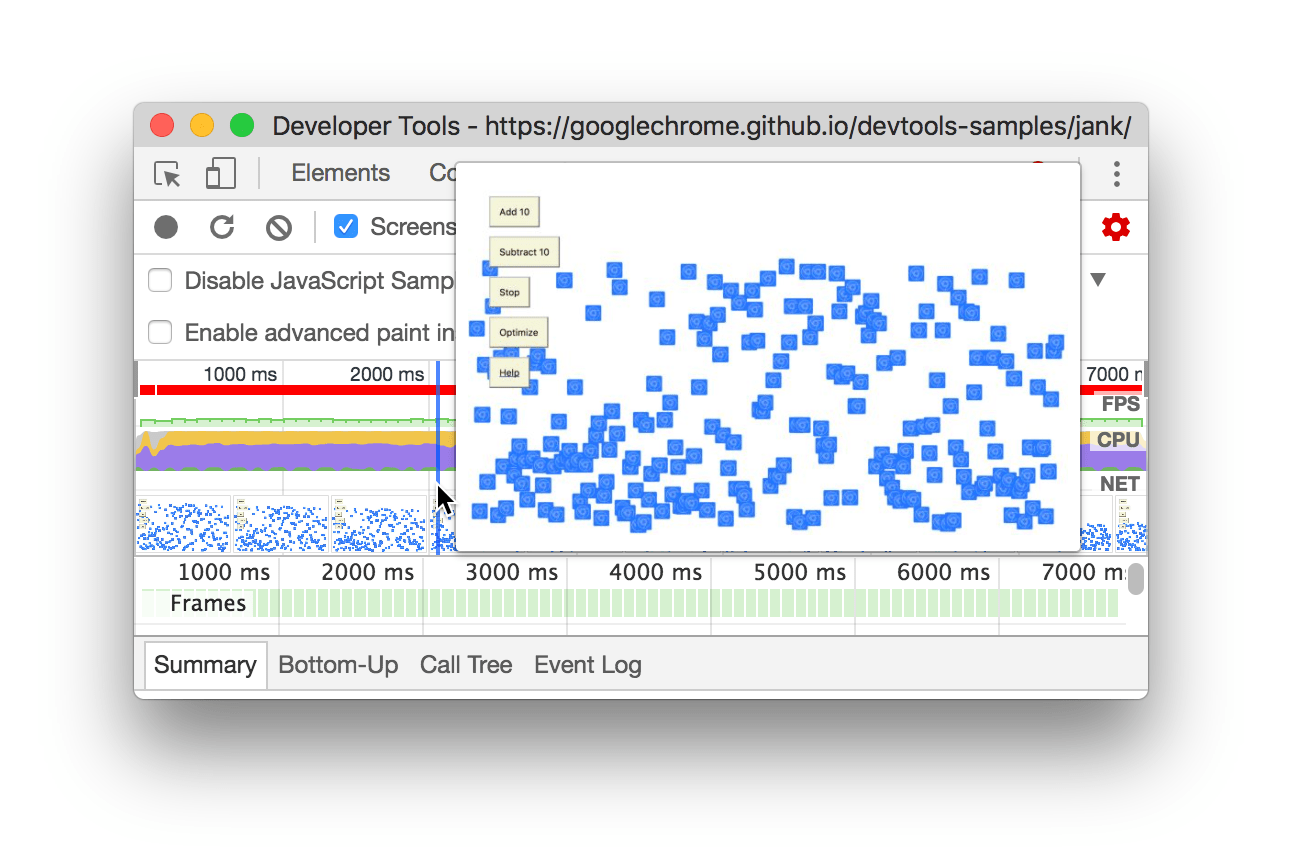 Developer Tools - https://googlechrome.github.io/devtools-samples/jank/
Elements
Add 10
Screens
Subtract 10
Disable JavaScript Samp
Stop
Enable advanced paint in
Optimize
Help
1000 ms 2000 ms 7000
FPS
CPU
NET
1000 ms 2000 ms 3000 ms 4000 ms 5000 ms 6000 ms 7000 m
Frames
Summary Bottom-Up Call Tree Event Log